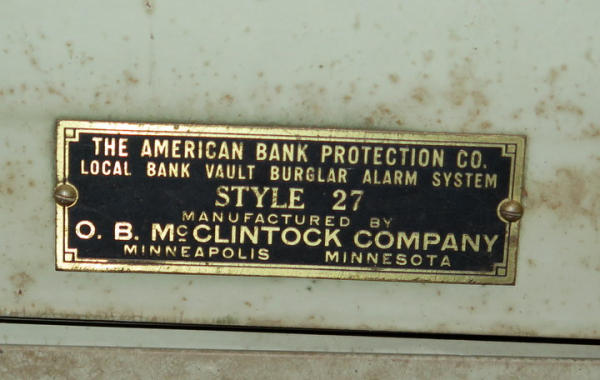 THE AMERICAN BANK PROTECTION CO.
LOCAL BANK VAULT BURGLAR ALARM SYSTEM
STYLE 27
MANUFACTURED BY
O. B. McCLINTOCK COMPANY
MINNEAPOLIS MINNESOTA